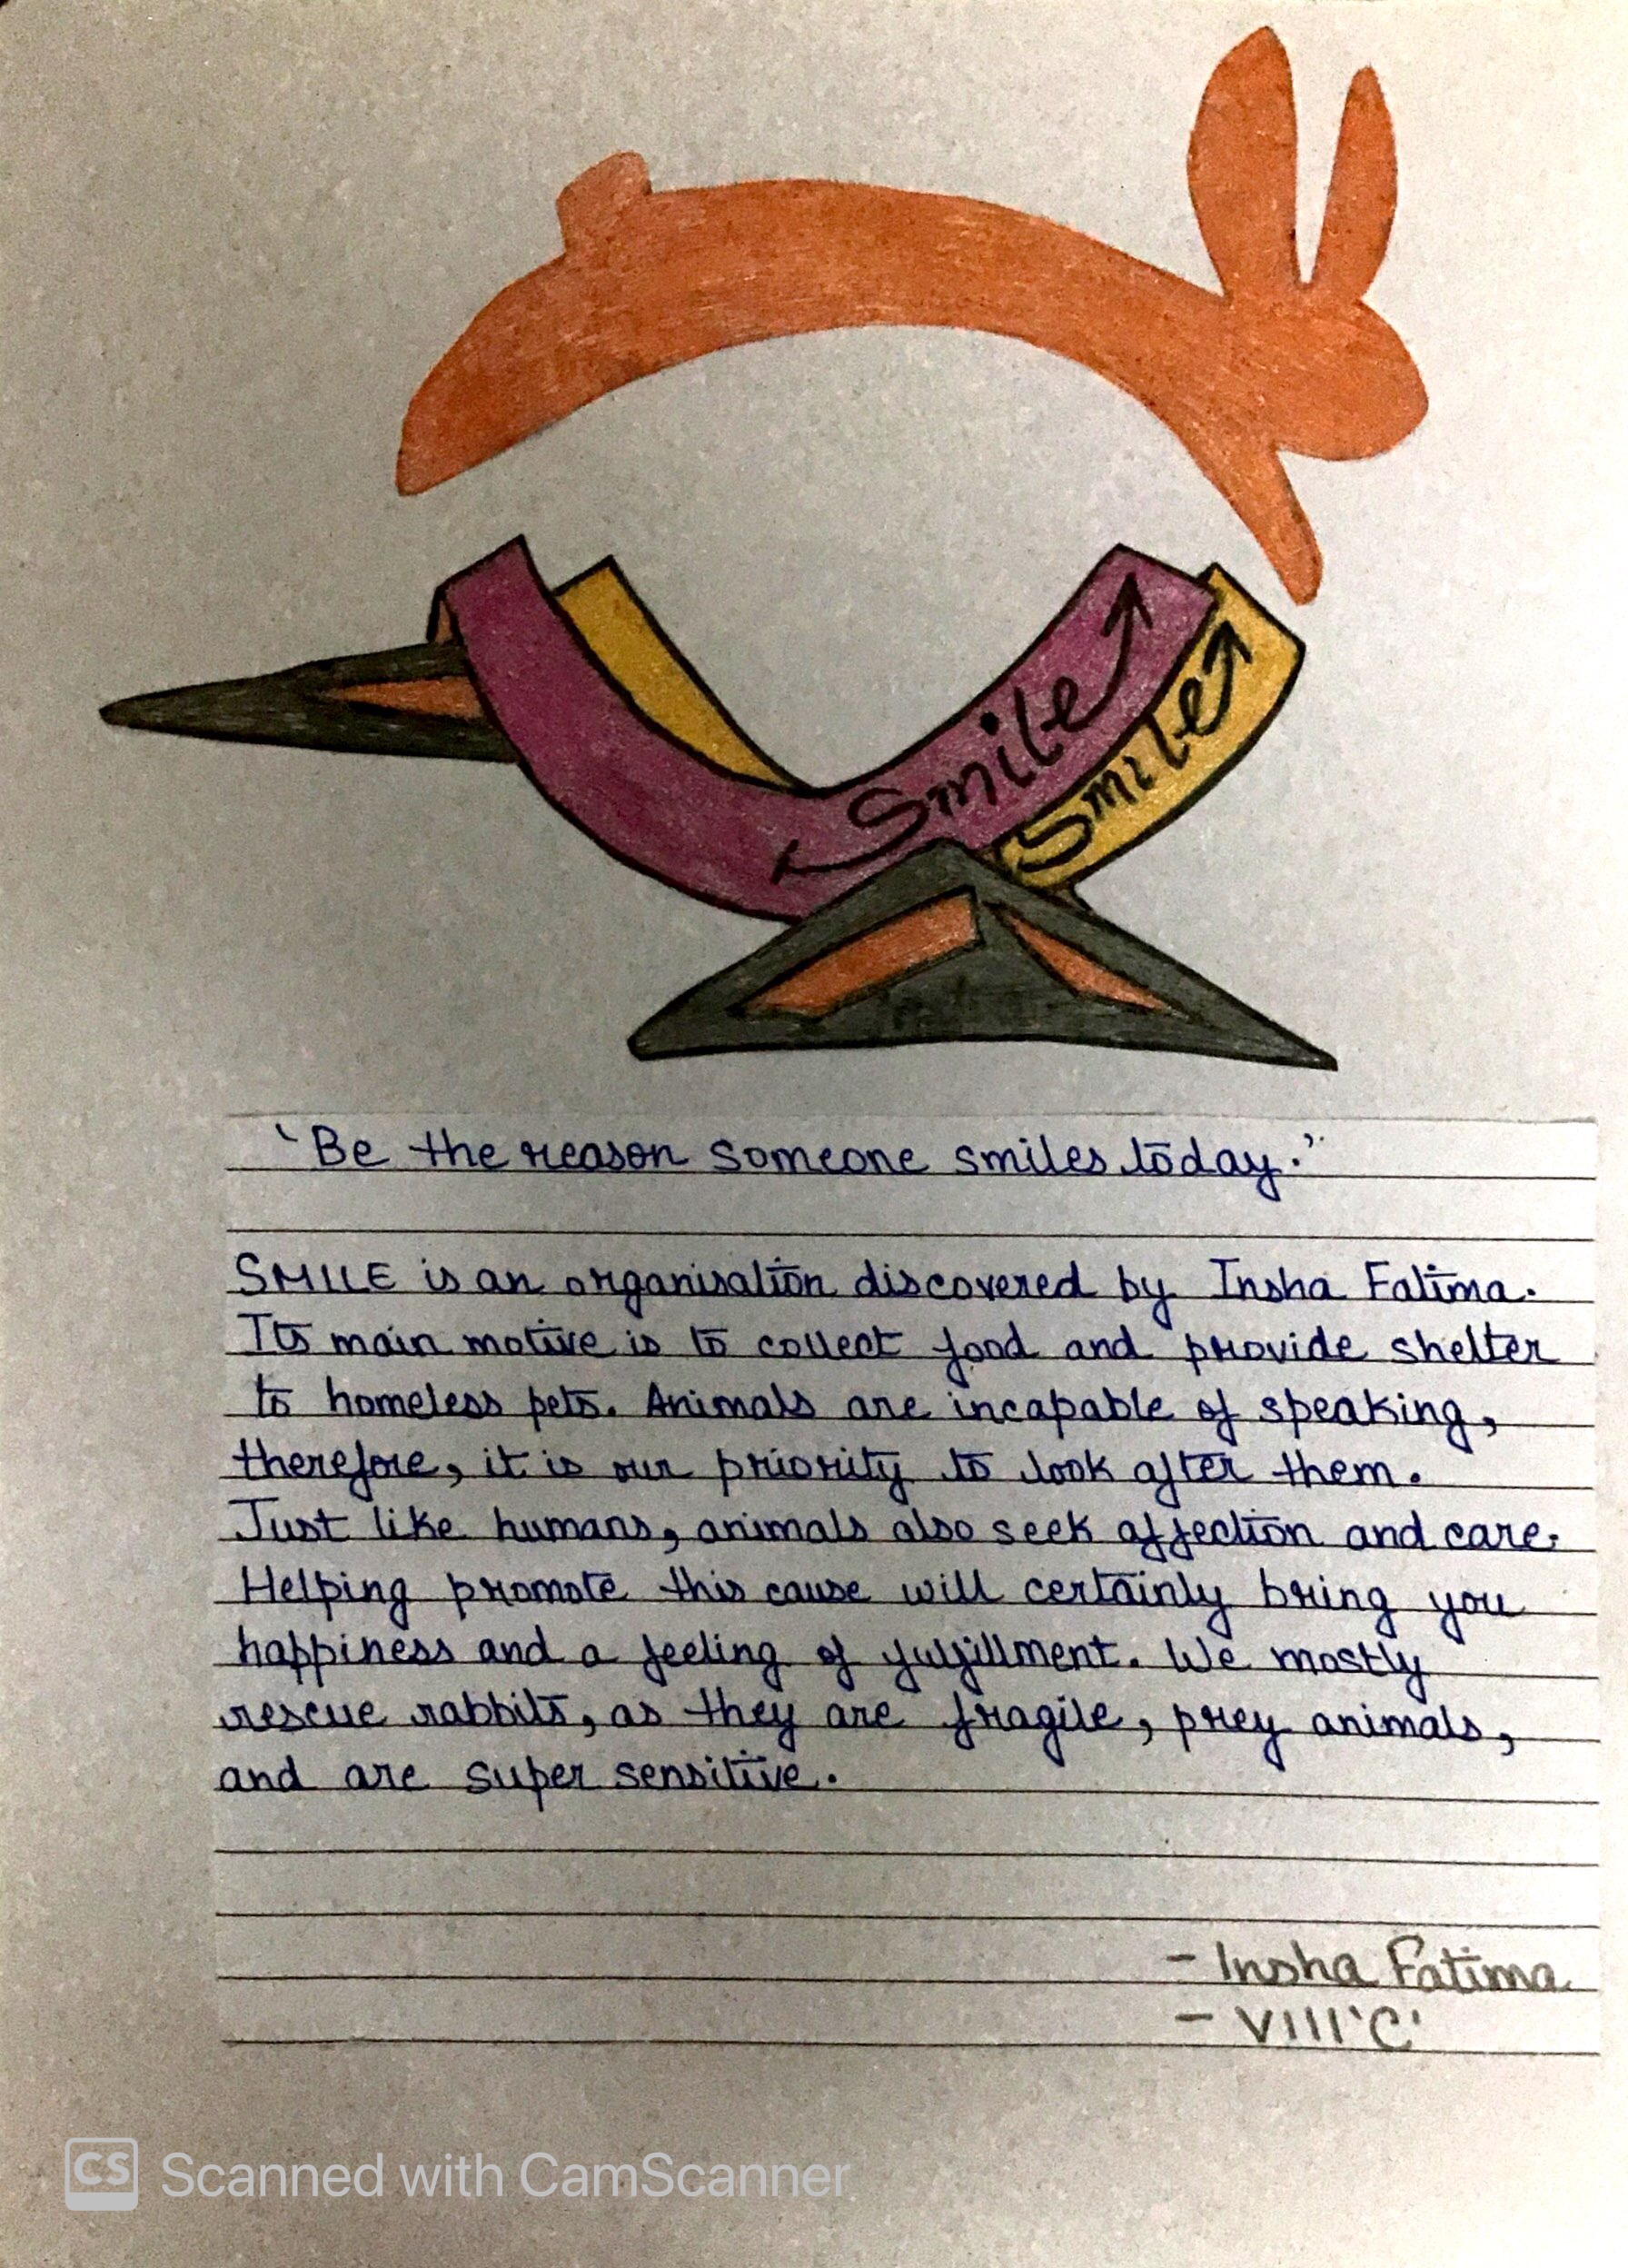 Smile
Smile
'Be the reason someone smiles today.'
SMILE is an organisation discovered by Insha Fatima.
Its main motive is to collect food and provide shelter
to homeless pets. Animals are incapable of speaking,
therefore, it is our priority to look after them.
Just like humans, animals also seek affection and care.
Helping promote this cause will certainly bring you
happiness and a feeling of fulfillment. We mostly
rescue rabbits, as they are fragile, prey animals,
and are super sensitive.
- Insha Fatima
- VIII 'C'
CS Scanned with CamScanner